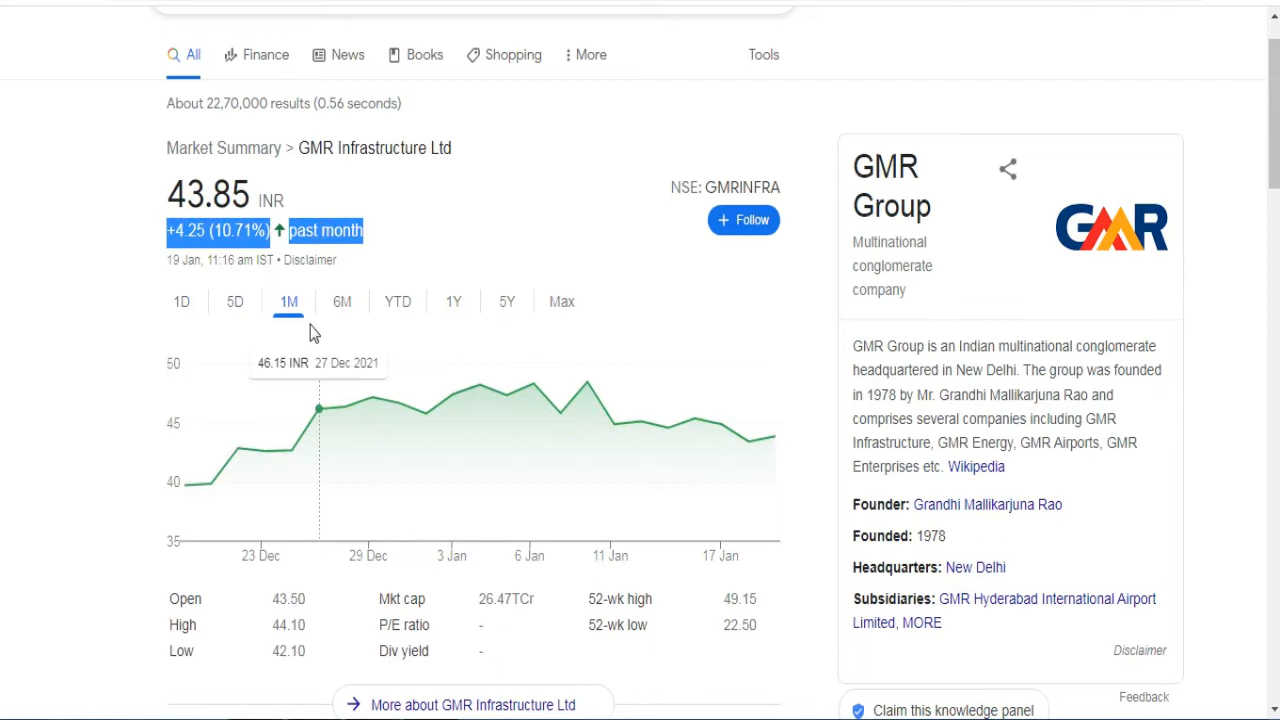 All Finance News Books Shopping More Tools
About 22,70,000 results (0.56 seconds)
Market Summary > GMR Infrastructure Ltd
43.85 INR
NSE: GMRINFRA
+4.25 (10.71%) past month
+ Follow
19 Jan, 11:16 am IST • Disclaimer
1D 5D 1M 6M YTD 1Y 5Y Max
46.15 INR 27 Dec 2021
50
45
40
35
23 Dec 29 Dec 3 Jan 6 Jan 11 Jan 17 Jan
Open 43.50 Mkt cap 26.47TCr 52-wk high 49.15
High 44.10 P/E ratio - 52-wk low 22.50
Low 42.10 Div yield -
More about GMR Infrastructure Ltd
GMR
Group
GMR
Multinational
conglomerate
company
GMR Group is an Indian multinational conglomerate
headquartered in New Delhi. The group was founded
in 1978 by Mr. Grandhi Mallikarjuna Rao and
comprises several companies including GMR
Infrastructure, GMR Energy, GMR Airports, GMR
Enterprises etc. Wikipedia
Founder: Grandhi Mallikarjuna Rao
Founded: 1978
Headquarters: New Delhi
Subsidiaries: GMR Hyderabad International Airport
Limited, MORE
Disclaimer
Feedback
Claim this knowledge panel